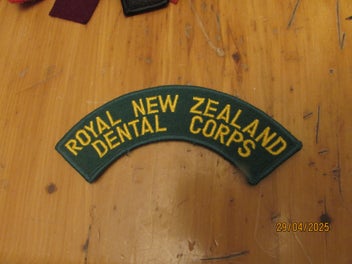 ROYAL NEW ZEALAND
DENTAL CORPS
29/04/2025